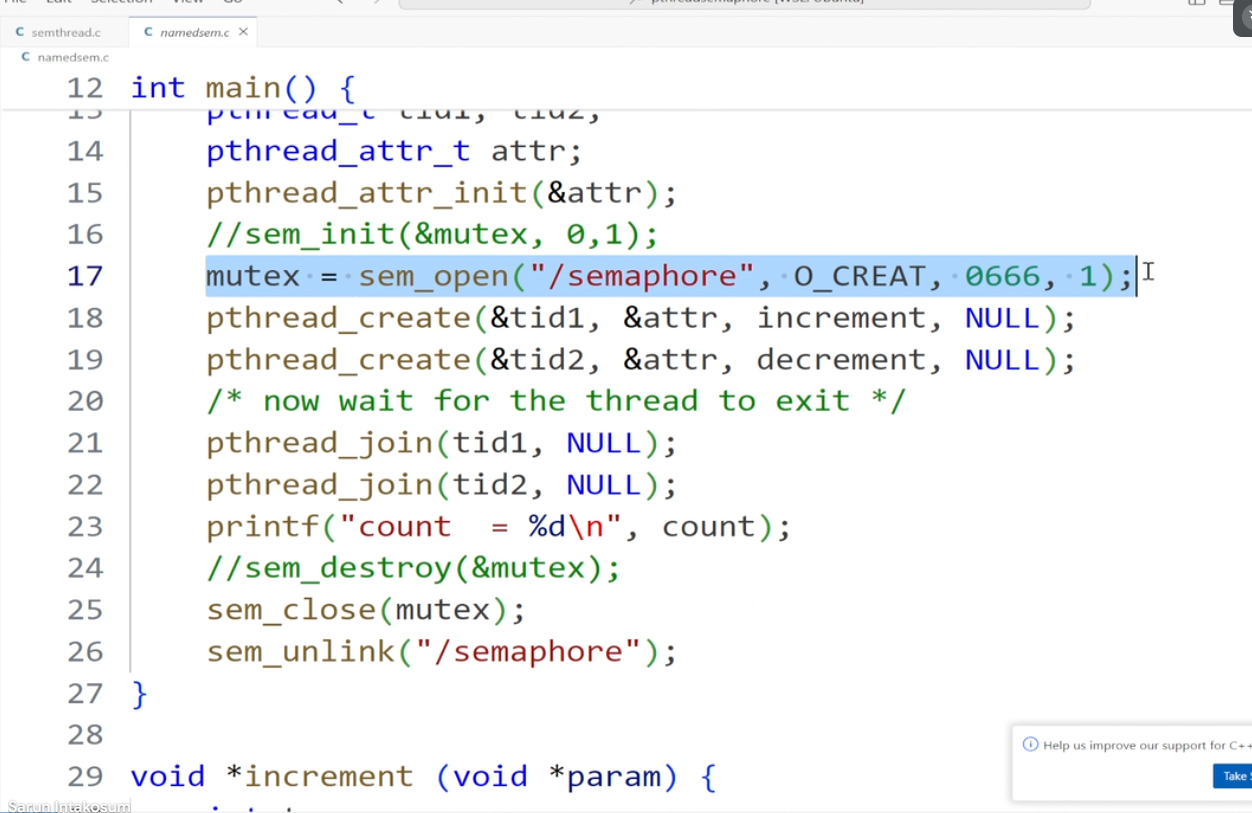 File Edit Selection View Go
pthreadsemaphore [WSL: Ubuntu]
C semthread.c C namedsem.c ×
C namedsem.c
12 int main() {
13 pthread_t tid1, tid2;
14 pthread_attr_t attr;
15 pthread_attr_init(&attr);
16 //sem_init(&mutex, 0,1);
17 mutex = sem_open("/semaphore", O_CREAT, 0666, 1);
18 pthread_create(&tid1, &attr, increment, NULL);
19 pthread_create(&tid2, &attr, decrement, NULL);
20 /* now wait for the thread to exit */
21 pthread_join(tid1, NULL);
22 pthread_join(tid2, NULL);
23 printf("count  = %d\n", count);
24 //sem_destroy(&mutex);
25 sem_close(mutex);
26 sem_unlink("/semaphore");
27 }
28
29 void *increment (void *param) {
Help us improve our support for C++
Take
Sarun Intakosum